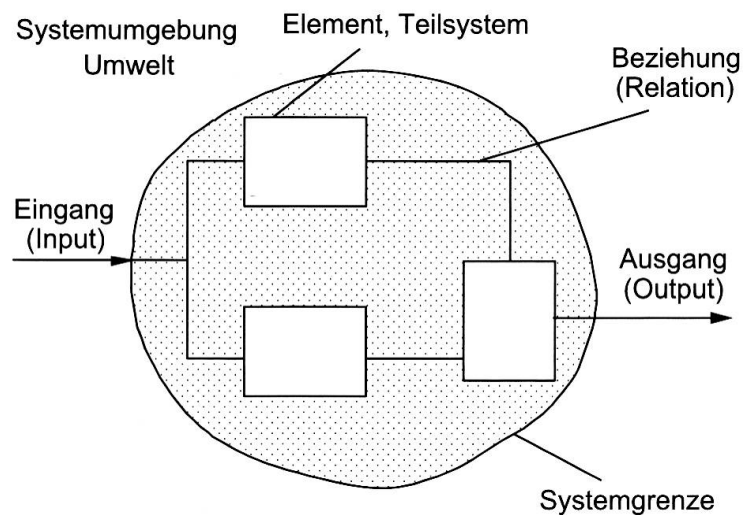 Systemumgebung
Umwelt
Element, Teilsystem
Beziehung
(Relation)
Eingang
(Input)
Ausgang
(Output)
Systemgrenze